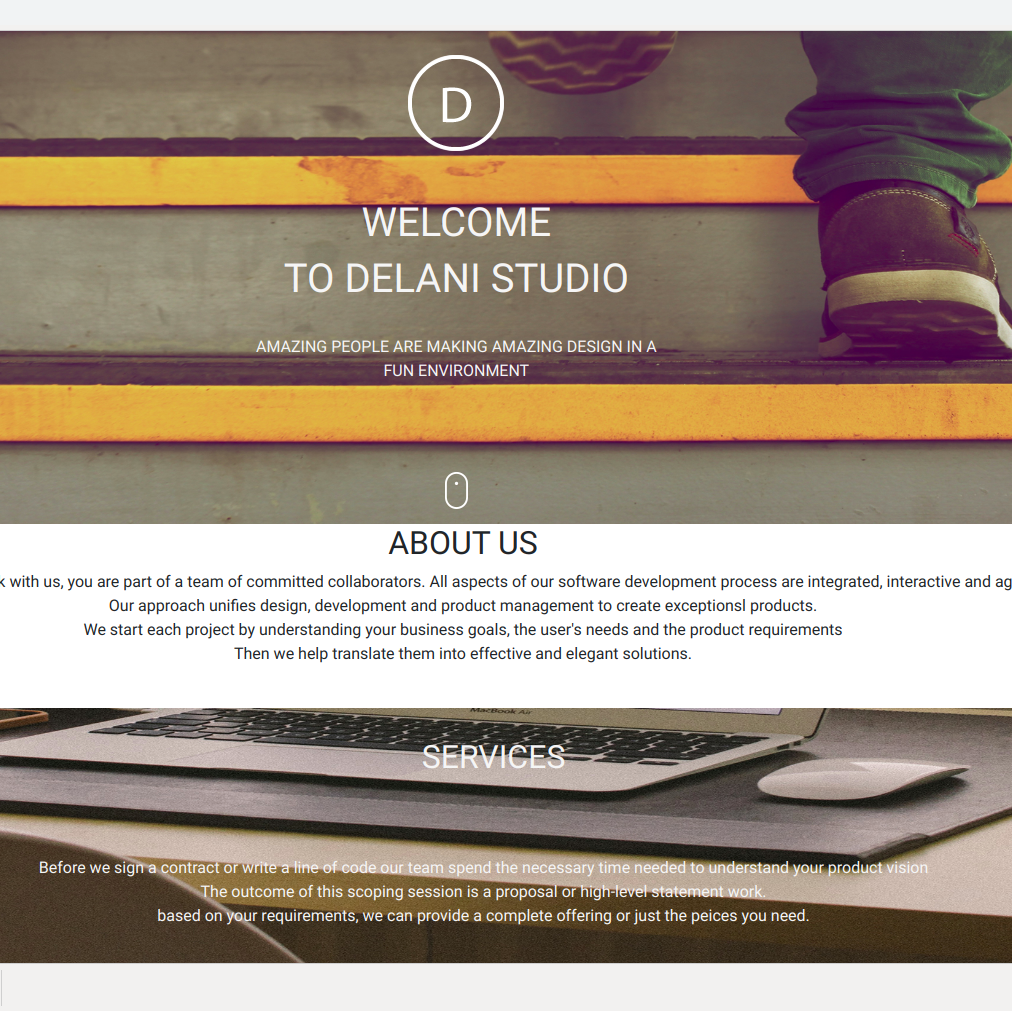 D
WELCOME
TO DELANI STUDIO
AMAZING PEOPLE ARE MAKING AMAZING DESIGN IN A
FUN ENVIRONMENT
ABOUT US
with us, you are part of a team of committed collaborators. All aspects of our software development process are integrated, interactive and
Our approach unifies design, development and product management to create exceptionsl products.
We start each project by understanding your business goals, the user's needs and the product requirements
Then we help translate them into effective and elegant solutions.
MacBook Air
SERVICES
Before we sign a contract or write a line of code our team spend the necessary time needed to understand your product vision
The outcome of this scoping session is a proposal or high-level statement work.
based on your requirements, we can provide a complete offering or just the peices you need.